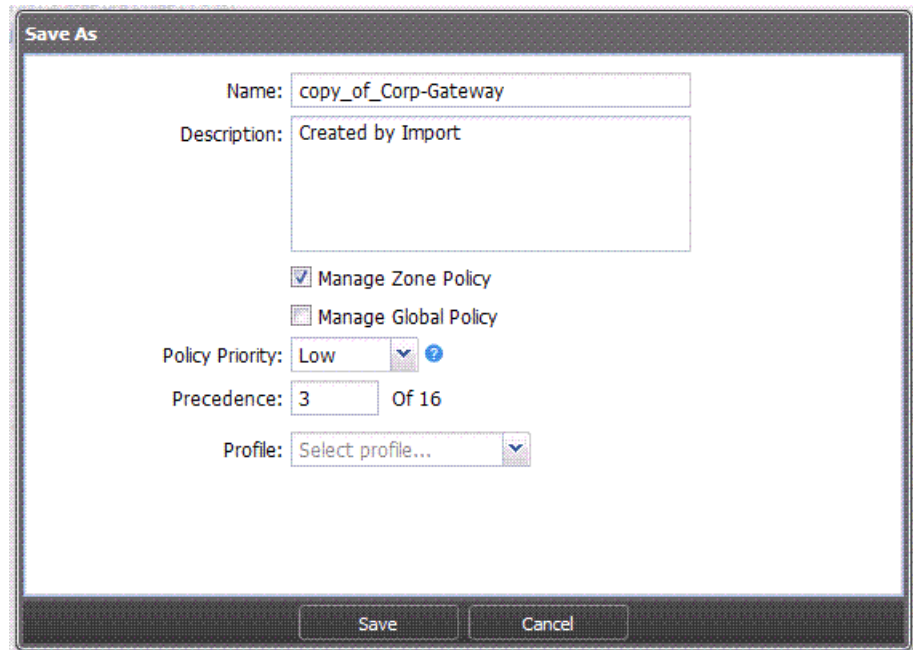 Save As
Name: copy_of_Corp-Gateway
Description: Created by Import
Manage Zone Policy
Manage Global Policy
Policy Priority: Low ?
Precedence: 3 Of 16
Profile: Select profile...
Save Cancel